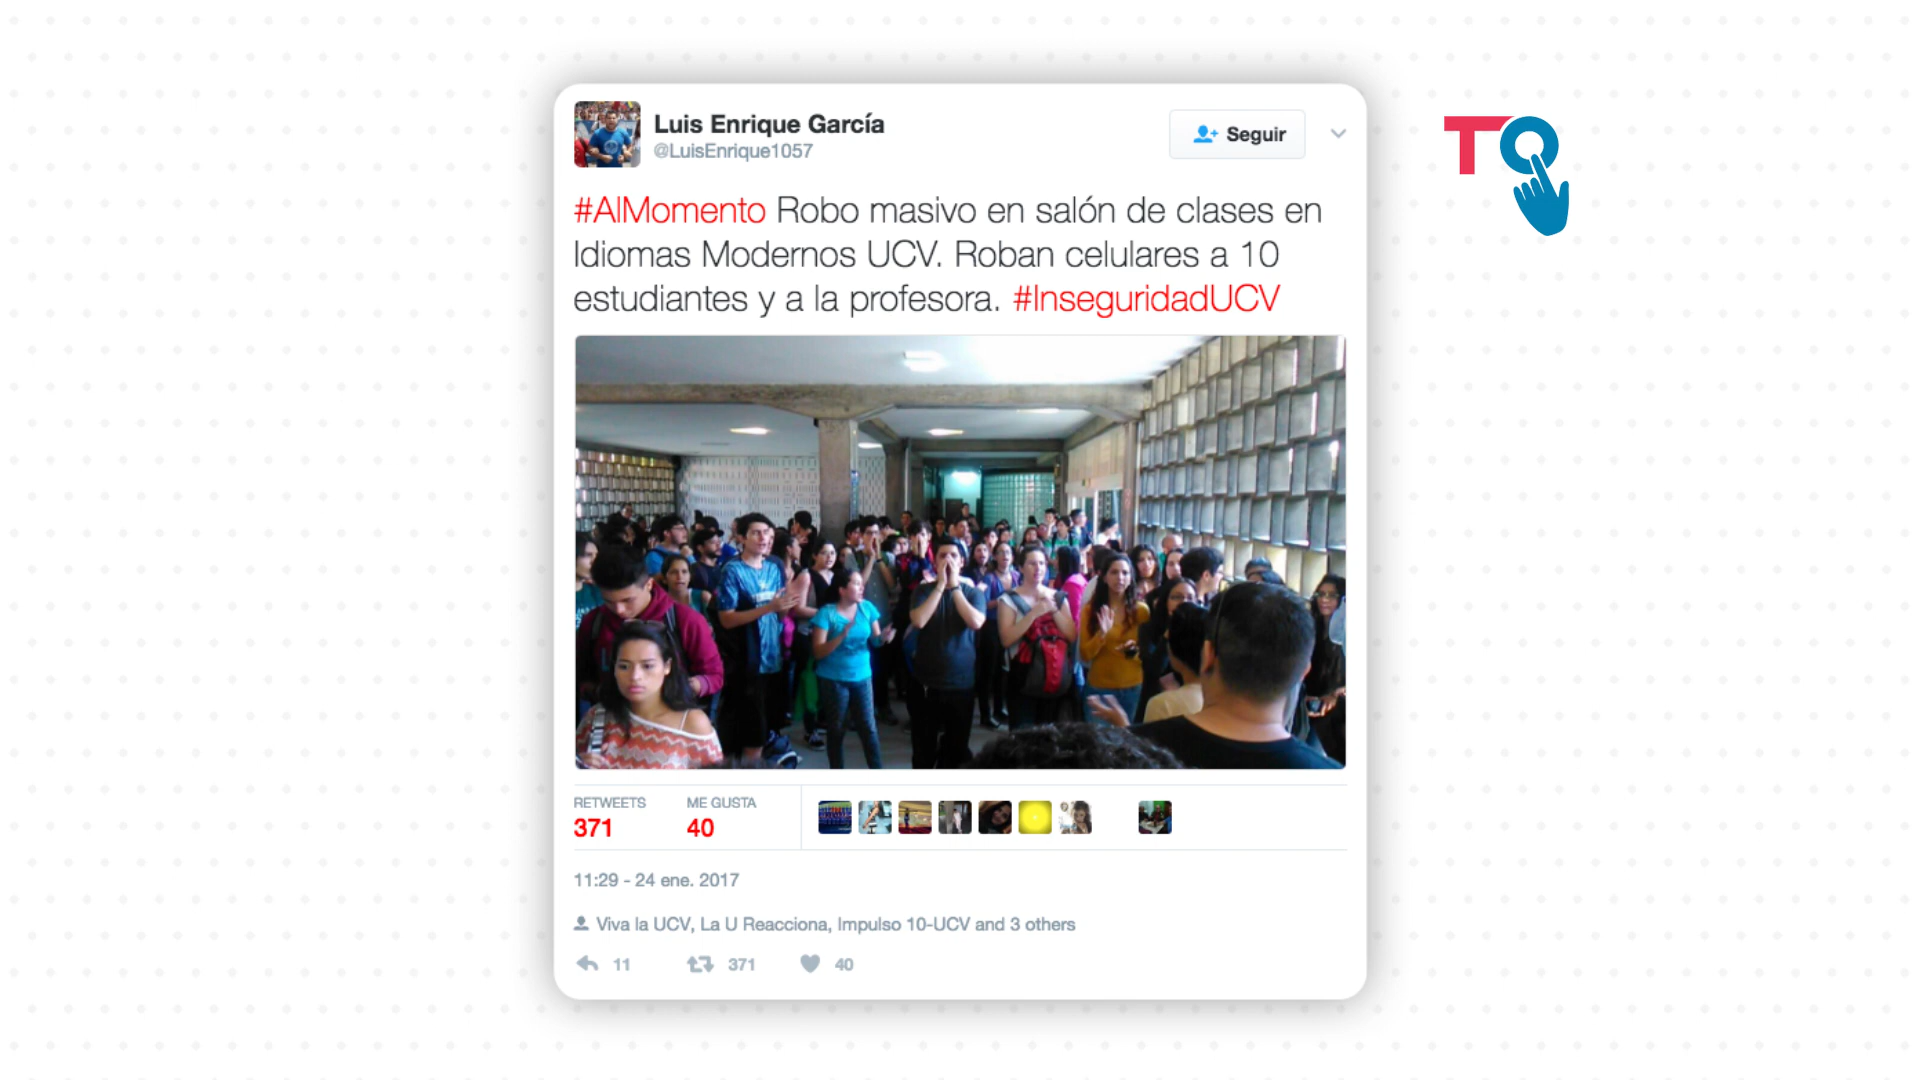 Luis Enrique García
@LuisEnrique1057
Seguir
TO
#AlMomento Robo masivo en salón de clases en
Idiomas Modernos UCV. Roban celulares a 10
estudiantes y a la profesora. #InseguridadUCV
RETWEETS ME GUSTA
371 40
11:29 - 24 ene. 2017
Viva la UCV, La U Reacciona, Impulso 10-UCV and 3 others
11 371 40